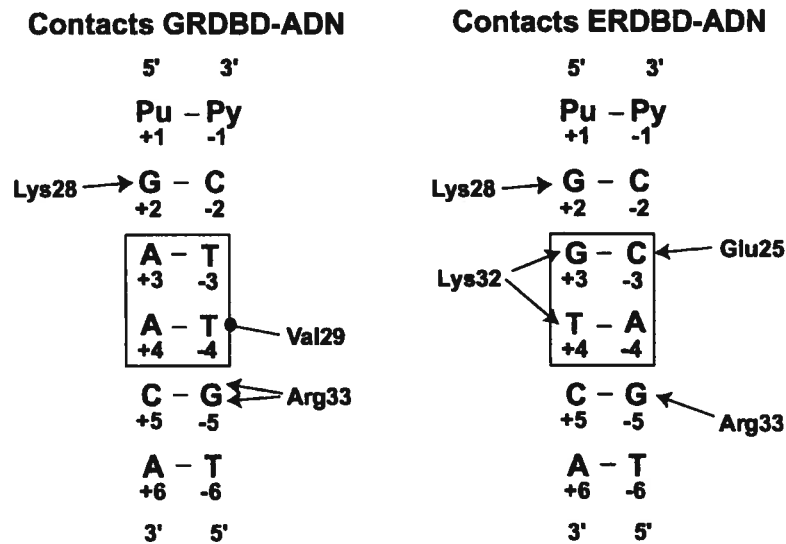 Contacts GRDBD-ADN
5' 3'
Pu – Py
+1 -1
Lys28 G – C
+2 -2
A – T
+3 -3
A – T
+4 -4
Val29
C – G
+5 -5
Arg33
A – T
+6 -6
3' 5'
Contacts ERDBD-ADN
5' 3'
Pu – Py
+1 -1
Lys28 G – C
+2 -2
G – C Glu25
+3 -3
Lys32
T – A
+4 -4
C – G
+5 -5
Arg33
A – T
+6 -6
3' 5'